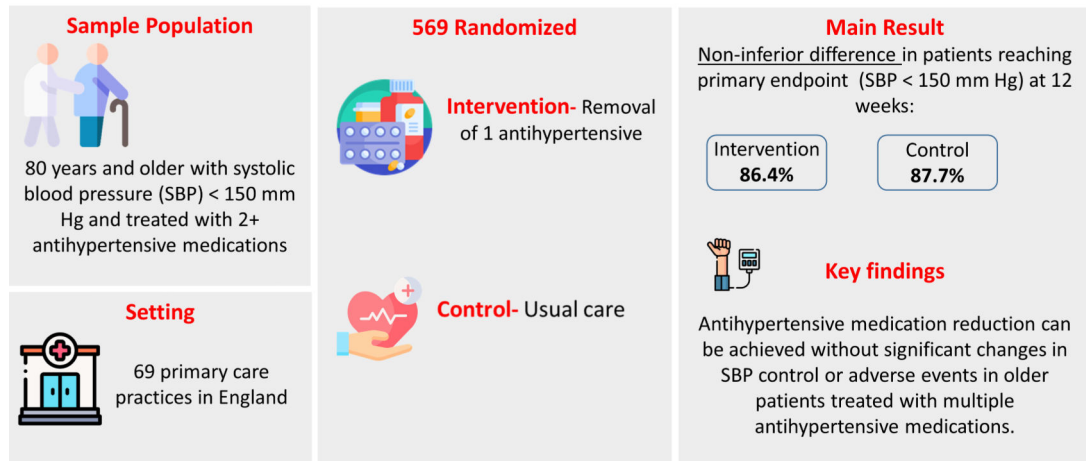 Sample Population
80 years and older with systolic
blood pressure (SBP) < 150 mm
Hg and treated with 2+
antihypertensive medications
Setting
69 primary care
practices in England
569 Randomized
Intervention- Removal
of 1 antihypertensive
Control- Usual care
Main Result
Non-inferior difference in patients reaching
primary endpoint (SBP < 150 mm Hg) at 12
weeks:
Intervention
86.4%
Control
87.7%
Key findings
Antihypertensive medication reduction can
be achieved without significant changes in
SBP control or adverse events in older
patients treated with multiple
antihypertensive medications.